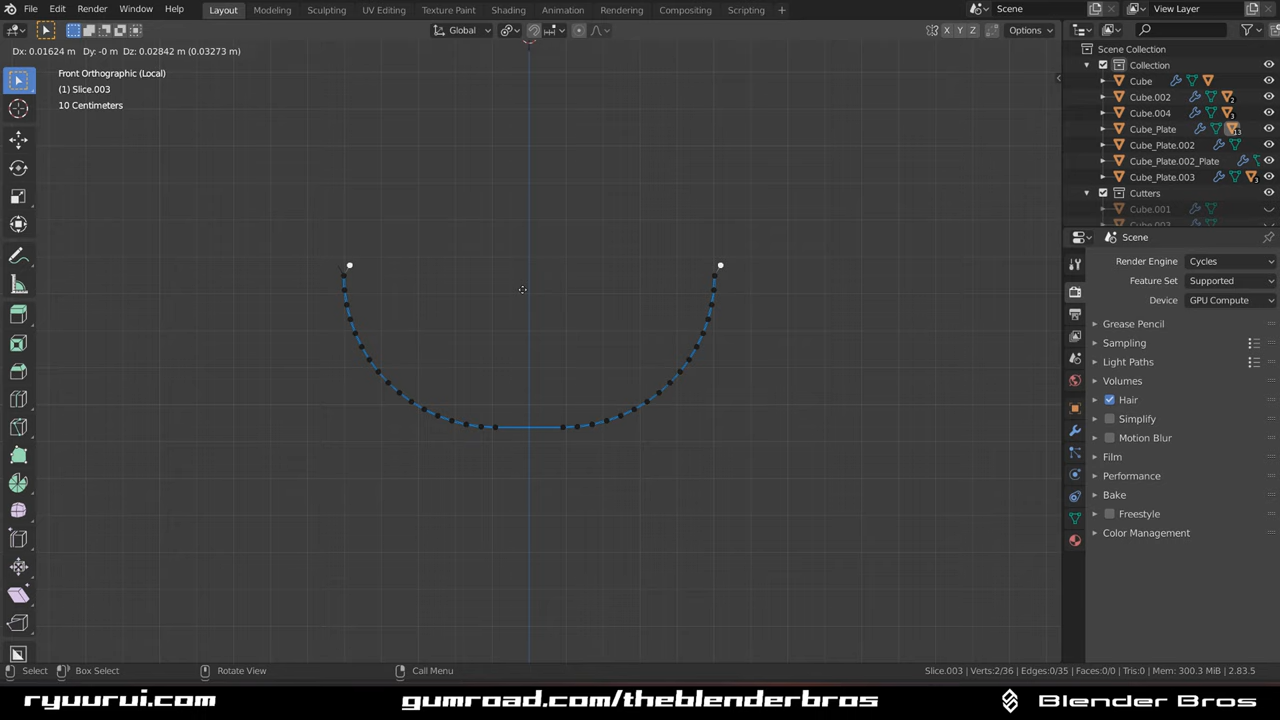 File Edit Render Window Help Layout Modeling Sculpting UV Editing Texture Paint Shading Animation Rendering Compositing Scripting + Scene View Layer
Global X Y Z Options
Dx: 0.01624 m Dy: -0 m Dz: 0.02842 m (0.03273 m)
Front Orthographic (Local)
(1) Slice.003
10 Centimeters
Scene Collection
Collection
Cube
Cube.002 2
Cube.004 3
Cube_Plate 13
Cube_Plate.002
Cube_Plate.002_Plate
Cube_Plate.003 3
Cutters
Cube.001
Scene
Render Engine Cycles
Feature Set Supported
Device GPU Compute
Grease Pencil
Sampling
Light Paths
Volumes
Hair
Simplify
Motion Blur
Film
Performance
Bake
Freestyle
Color Management
Select Box Select Rotate View Call Menu Slice.003 | Verts:2/36 | Edges:0/35 | Faces:0/0 | Tris:0 | Mem: 300.3 MiB | 2.83.5
ryuurui.com gumroad.com/theblenderbros Blender Bros